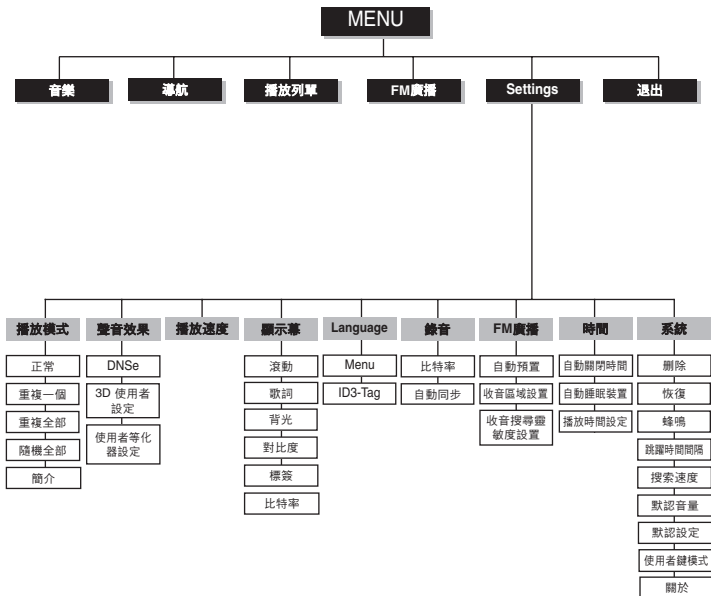 MENU
音樂
導航
播放列單
FM廣播
Settings
退出
播放模式
聲音效果
播放速度
顯示幕
Language
錄音
FM廣播
時間
系統
正常
重複一個
重複全部
隨機全部
簡介
DNSe
3D 使用者
設定
使用者等化
器設定
滾動
歌詞
背光
對比度
標簽
比特率
Menu
ID3-Tag
比特率
自動同步
自動預置
收音區域設置
收音搜尋靈
敏度設置
自動關閉時間
自動睡眠裝置
播放時間設定
刪除
恢復
蜂鳴
跳躍時間間隔
搜索速度
默認音量
默認設定
使用者鍵模式
關於